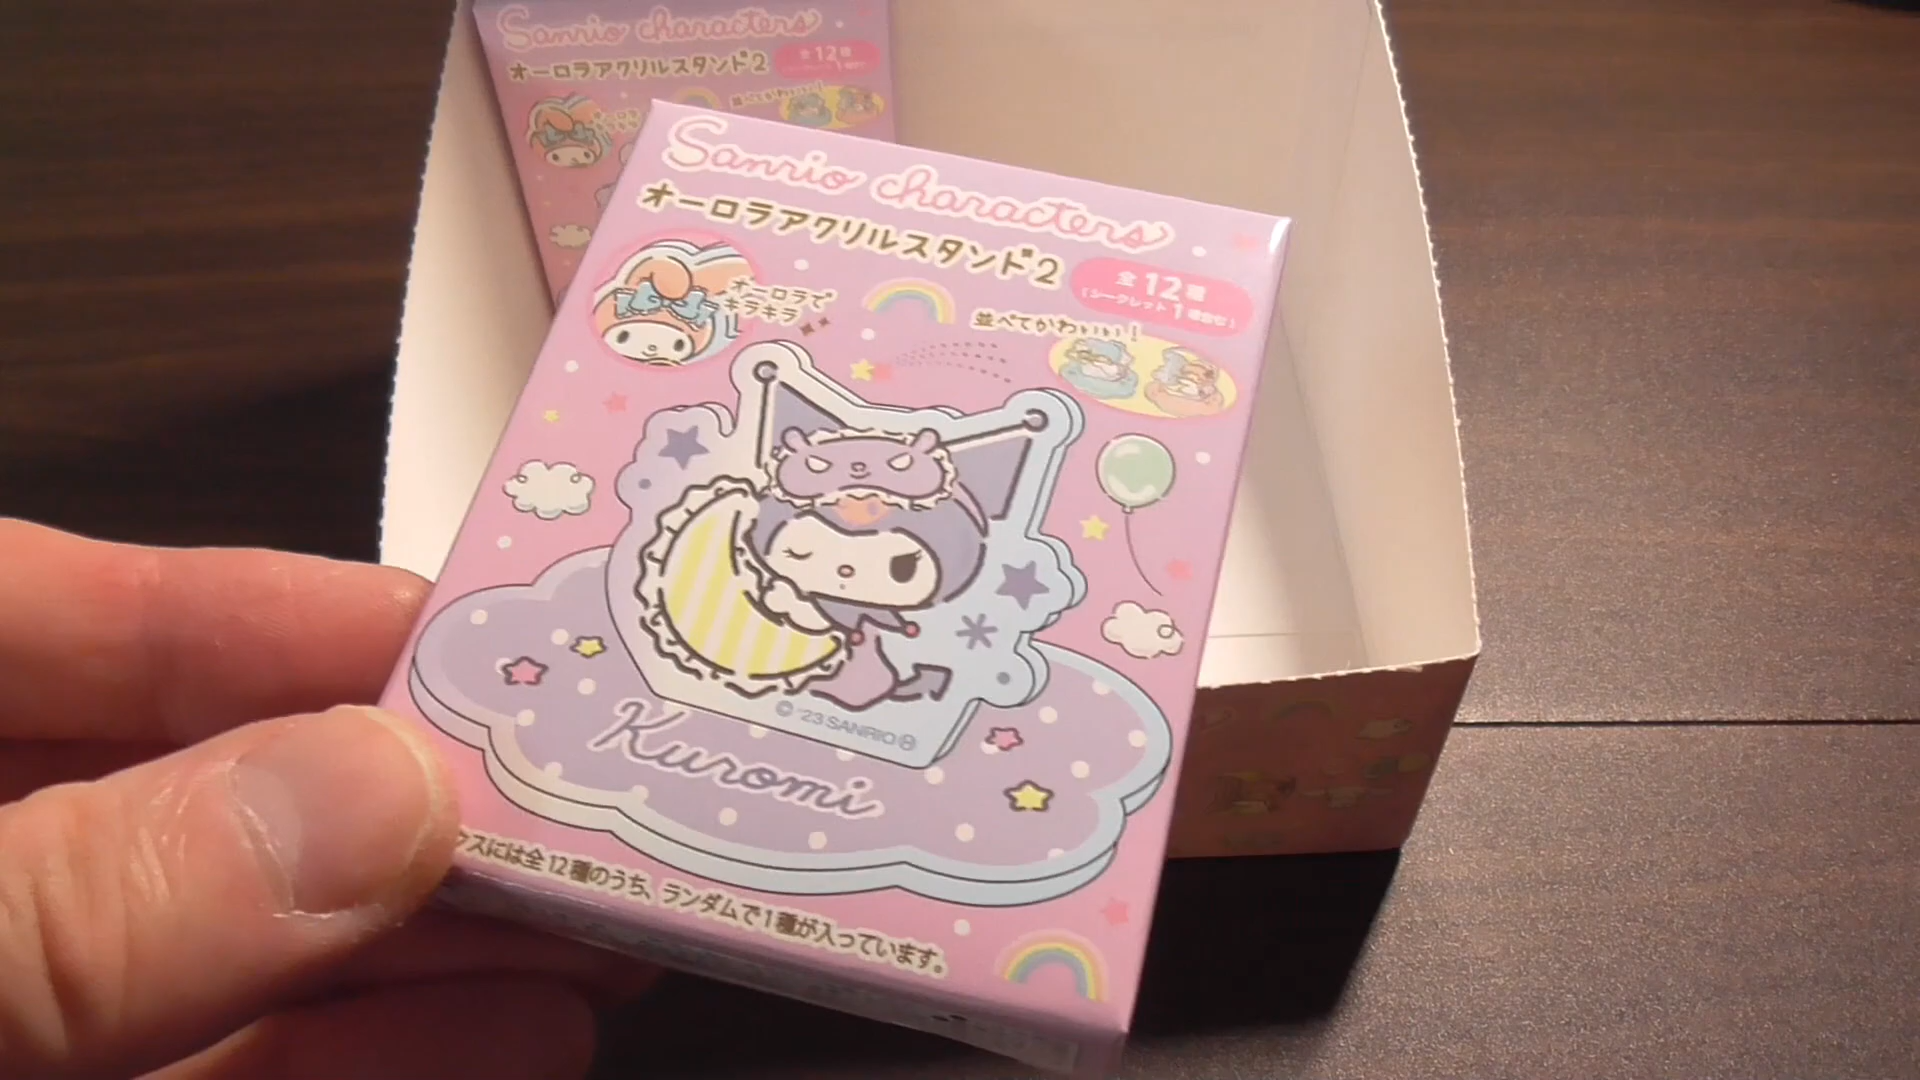 Sanrio characters
オーロラアクリルスタンド2
全12種
Sanrio characters
オーロラアクリルスタンド2
全12種
(シークレット1種含む)
オーロラで
キラキラ
並べてかわいい!
© '23 SANRIO Ⓗ
Kuromi
クスには全12種のうち、ランダムで1種が入っています。